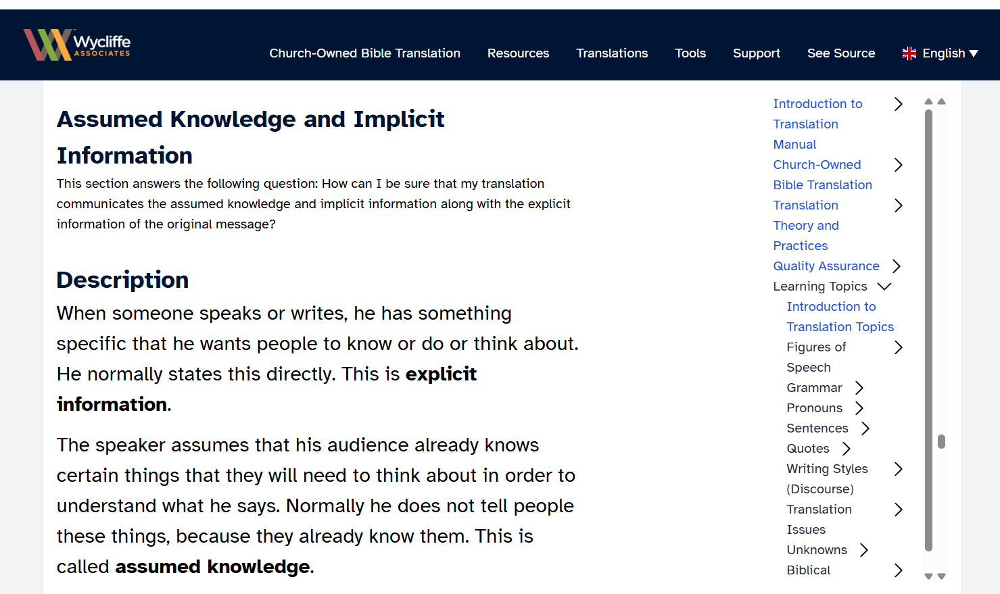 Wycliffe
ASSOCIATES
Church-Owned Bible Translation
Resources
Translations
Tools
Support
See Source
English
Assumed Knowledge and Implicit
Information
This section answers the following question: How can I be sure that my translation
communicates the assumed knowledge and implicit information along with the explicit
information of the original message?
Description
When someone speaks or writes, he has something
specific that he wants people to know or do or think about.
He normally states this directly. This is explicit
information.
The speaker assumes that his audience already knows
certain things that they will need to think about in order to
understand what he says. Normally he does not tell people
these things, because they already know them. This is
called assumed knowledge.
Introduction to
Translation
Manual
Church-Owned
Bible Translation
Translation
Theory and
Practices
Quality Assurance
Learning Topics
Introduction to
Translation Topics
Figures of
Speech
Grammar
Pronouns
Sentences
Quotes
Writing Styles
(Discourse)
Translation
Issues
Unknowns
Biblical